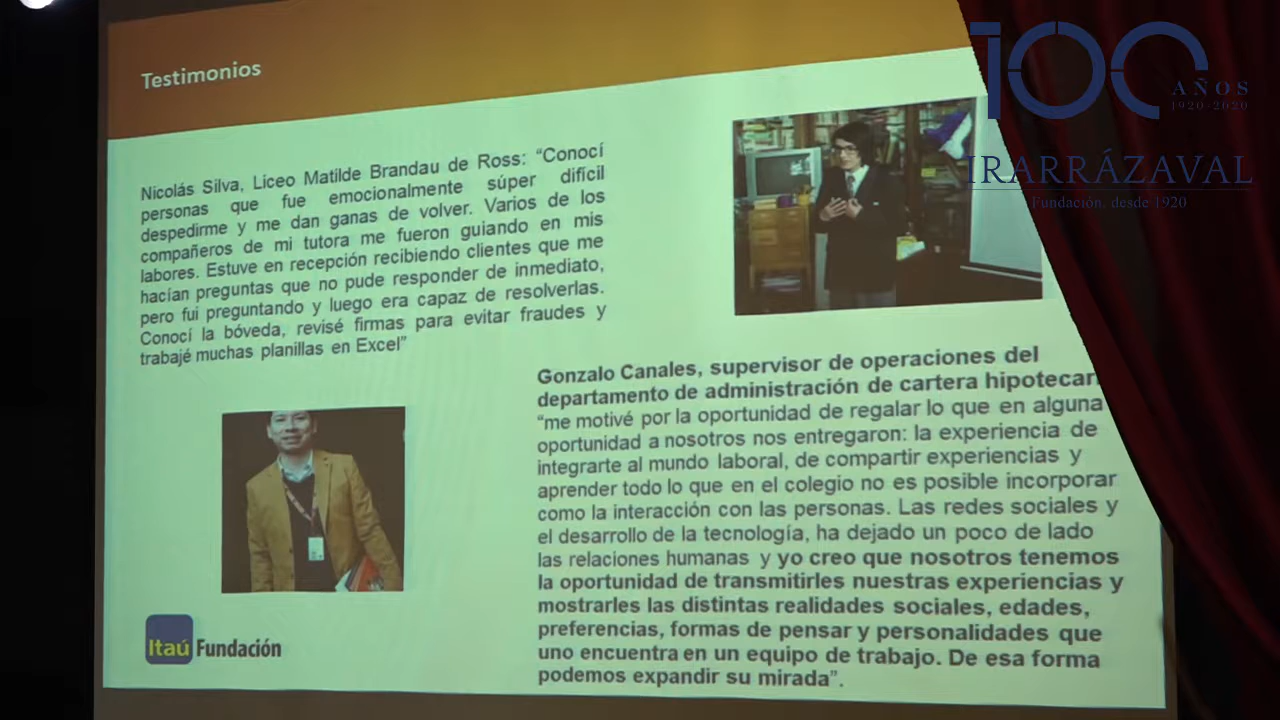 Testimonios
100
AÑOS
1920-2020
IRARRÁZAVAL
Fundación, desde 1920
Nicolás Silva, Liceo Matilde Brandau de Ross: “Conocí
personas que fue emocionalmente súper difícil
despedirme y me dan ganas de volver. Varios de los
compañeros de mi tutora me fueron guiando en mis
labores. Estuve en recepción recibiendo clientes que me
hacían preguntas que no pude responder de inmediato,
pero fui preguntando y luego era capaz de resolverlas.
Conocí la bóveda, revisé firmas para evitar fraudes y
trabajé muchas planillas en Excel”
Gonzalo Canales, supervisor de operaciones del
departamento de administración de cartera hipotecari
“me motivé por la oportunidad de regalar lo que en alguna
oportunidad a nosotros nos entregaron: la experiencia de
integrarte al mundo laboral, de compartir experiencias y
aprender todo lo que en el colegio no es posible incorporar
como la interacción con las personas. Las redes sociales y
el desarrollo de la tecnología, ha dejado un poco de lado
las relaciones humanas y yo creo que nosotros tenemos
la oportunidad de transmitirles nuestras experiencias y
mostrarles las distintas realidades sociales, edades,
preferencias, formas de pensar y personalidades que
uno encuentra en un equipo de trabajo. De esa forma
podemos expandir su mirada”.
Itaú Fundación